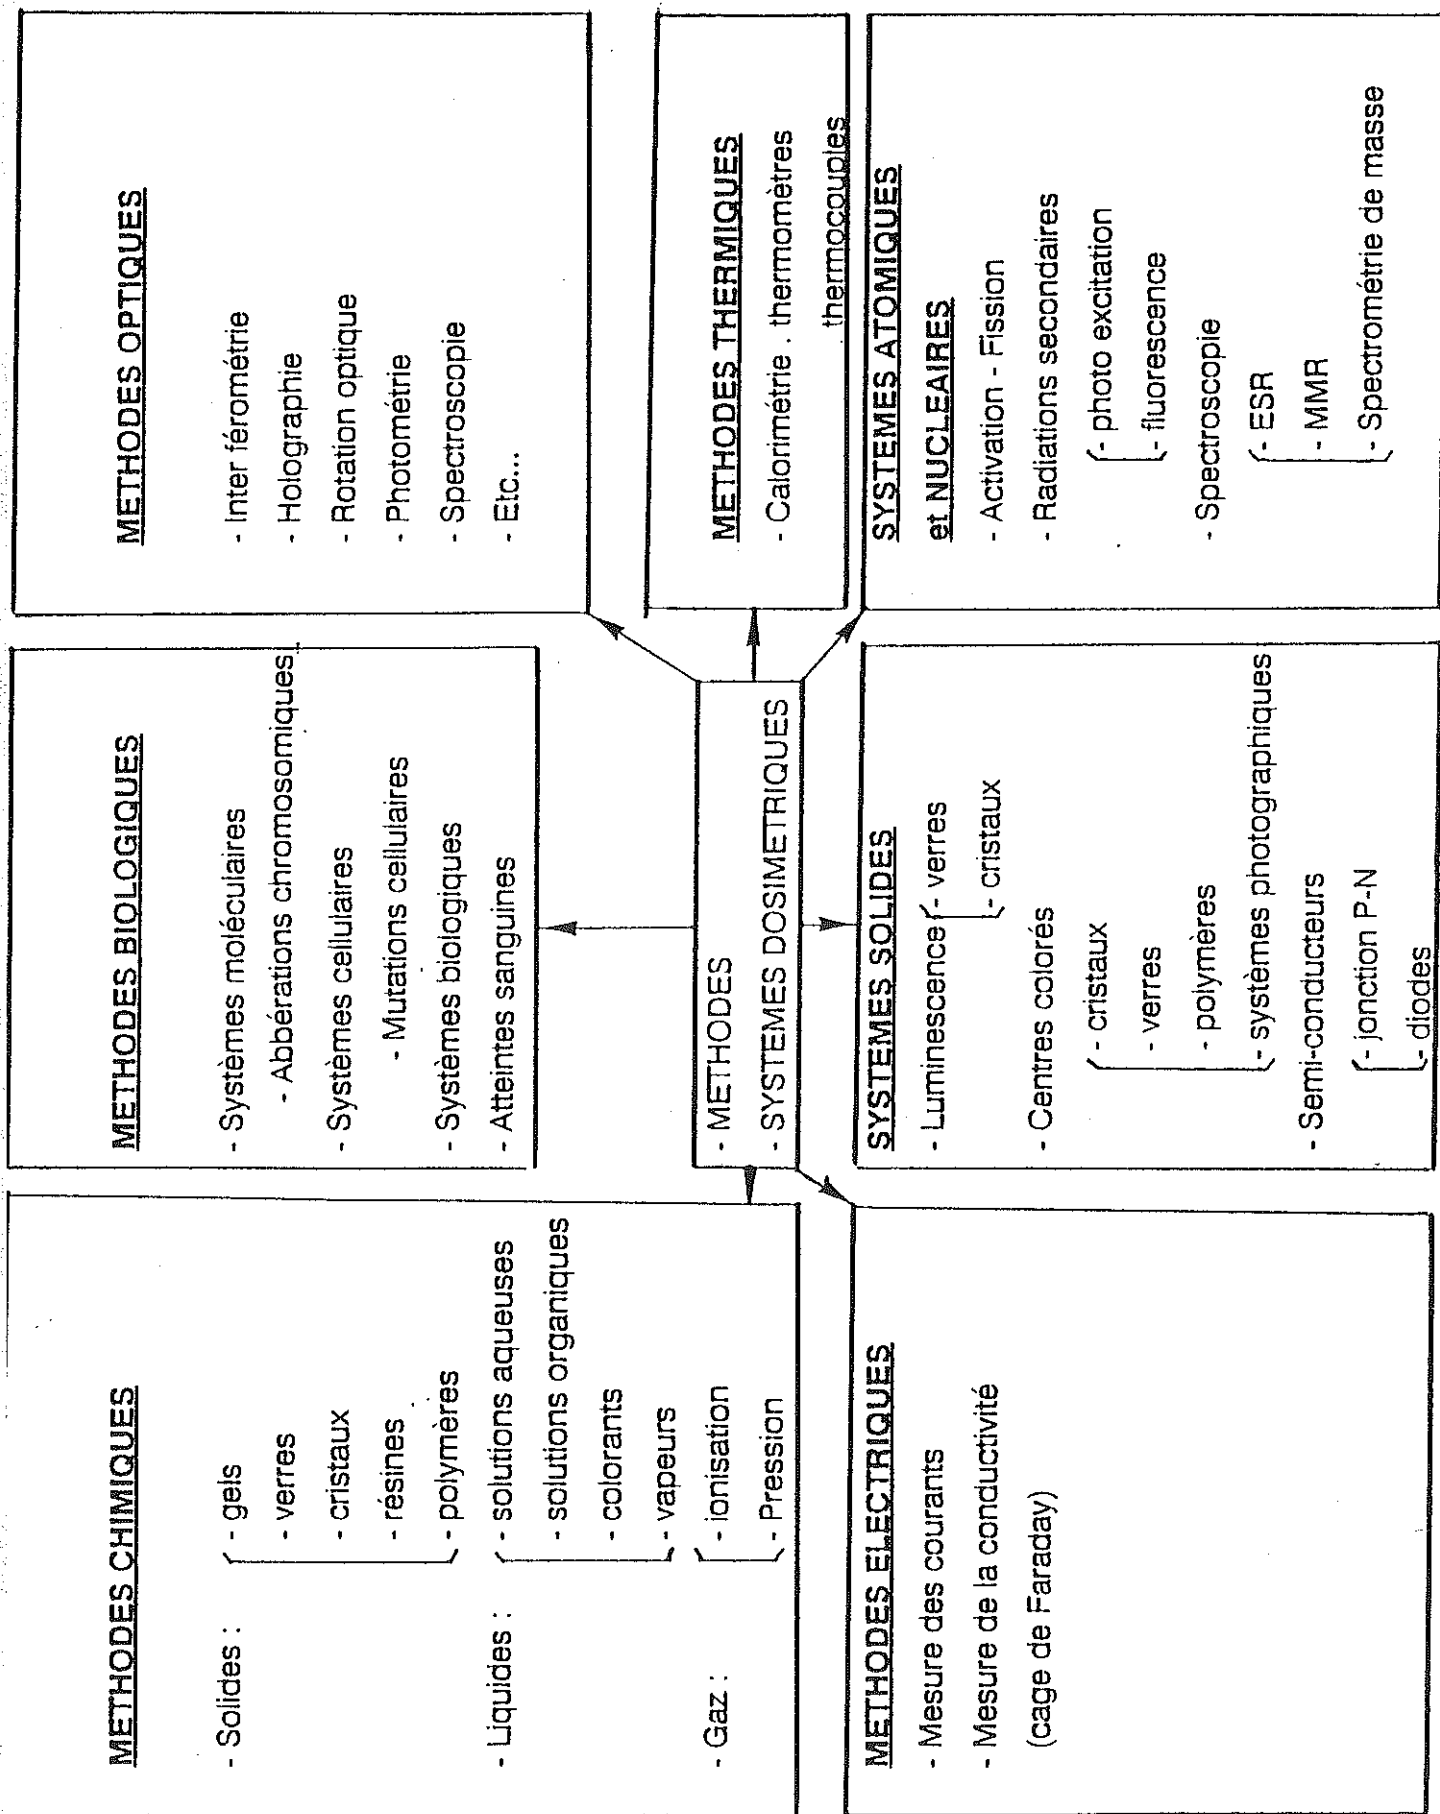 METHODES CHIMIQUES
- Solides :
- gels
- verres
- cristaux
- résines
- polymères
- Liquides :
- solutions aqueuses
- solutions organiques
- colorants
- vapeurs
- Gaz :
- ionisation
- Pression
METHODES BIOLOGIQUES
- Systèmes moléculaires
- Abbérations chromosomiques
- Systèmes cellulaires
- Mutations cellulaires
- Systèmes biologiques
- Atteintes sanguines
METHODES OPTIQUES
- Inter férométrie
- Holographie
- Rotation optique
- Photométrie
- Spectroscopie
- Etc...
- METHODES
- SYSTEMES DOSIMETRIQUES
METHODES THERMIQUES
- Calorimétrie . thermomètres
thermocouples
METHODES ELECTRIQUES
- Mesure des courants
- Mesure de la conductivité
(cage de Faraday)
SYSTEMES SOLIDES
- Luminescence - verres
- cristaux
- Centres colorés
- cristaux
- verres
- polymères
- systèmes photographiques
- Semi-conducteurs
- jonction P-N
- diodes
SYSTEMES ATOMIQUES
et NUCLEAIRES
- Activation - Fission
- Radiations secondaires
- photo excitation
- fluorescence
- Spectroscopie
- ESR
- MMR
- Spectrométrie de masse